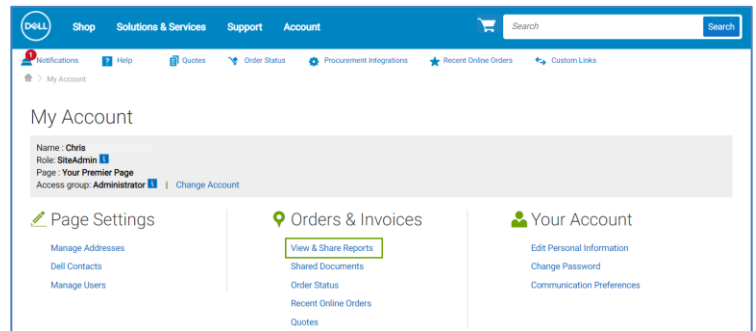 DELL Shop Solutions & Services Support Account Search Search
1 Notifications ? Help Quotes Order Status Procurement Integrations Recent Online Orders Custom Links
> My Account
My Account
Name : Chris
Role: SiteAdmin i
Page : Your Premier Page
Access group: Administrator i | Change Account
Page Settings
Manage Addresses
Dell Contacts
Manage Users
Orders & Invoices
View & Share Reports
Shared Documents
Order Status
Recent Online Orders
Quotes
Your Account
Edit Personal Information
Change Password
Communication Preferences